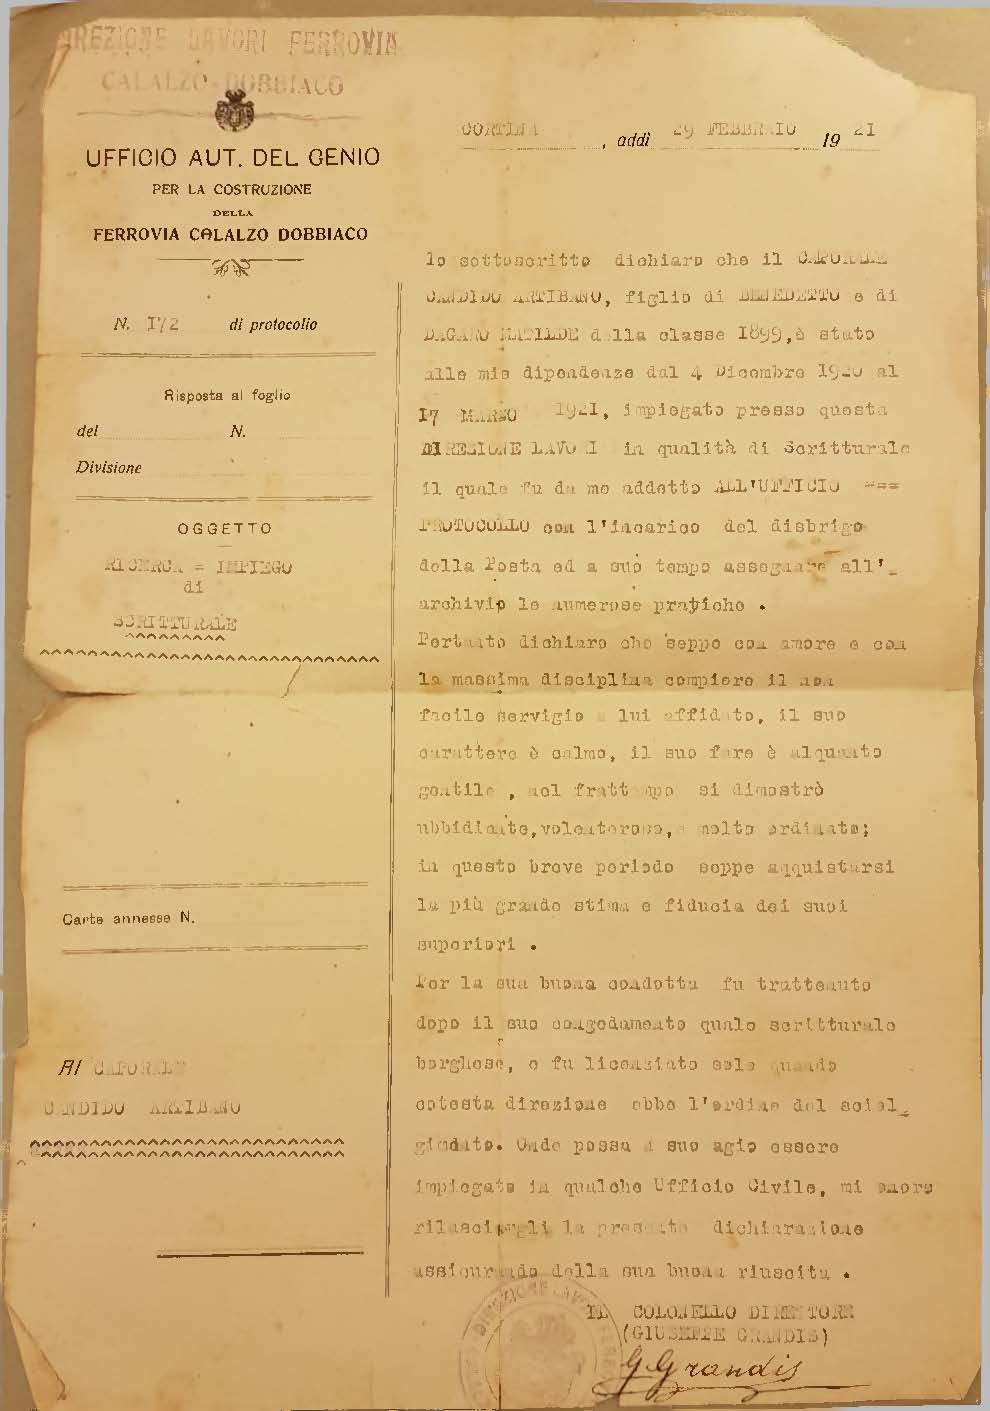 DIREZIONE LAVORI FERROVIA
CALALZO-DOBBIACO
UFFICIO AUT. DEL GENIO
PER LA COSTRUZIONE
DELLA
FERROVIA CALALZO DOBBIACO
N. 172 di protocollo
Risposta al foglio
del N.
Divisione
OGGETTO
RICERCA = IMPIEGO
di
SCRITTURALE
Carte annesse N.
Al CAPORALE
CANDIDO ARTIBANO
CORTINA, addì 29 FEBBRAIO 1921
Io sottoscritto dichiaro che il CAPORALE
CANDIDO ARTIBANO, figlio di BENEDETTO e di
DAGARO MATILDE della classe 1899, è stato
alle mie dipendenze dal 4 Dicembre 1920 al
17 MARZO 1921, impiegato presso questa
DIREZIONE LAVORI in qualità di Scritturale
il quale fu da me addetto ALL'UFFICIO ===
PROTOCOLLO con l'incarico del disbrigo
della Posta ed a suo tempo assegnare all'_
archivio le numerose pratiche .
Pertanto dichiaro che seppe con amore e con
la massima disciplina compiere il non
facile servigio a lui affidato, il suo
carattere è calmo, il suo fare è alquanto
gentile , nel frattempo si dimostrò
ubbidiente, volenteroso, e molto ordinato;
in questo breve periodo seppe acquistarsi
la più grande stima e fiducia dei suoi
superiori .
Per la sua buona condotta fu trattenuto
dopo il suo congedamento quale scritturale
borghese, e fu licenziato solo quando
cotesta direzione ebbe l'ordine del sciol_
gimdato. Onde possa a suo agio essere
impiegato in qualche Ufficio Civile, mi onoro
rilasciargli la presente dichiarazione
assicurando della sua buona riuscita .
IL COLONELLO DIRETTORE
(GIUSEPPE GRANDIS)
G Grandis
DIREZIONE LAVORI